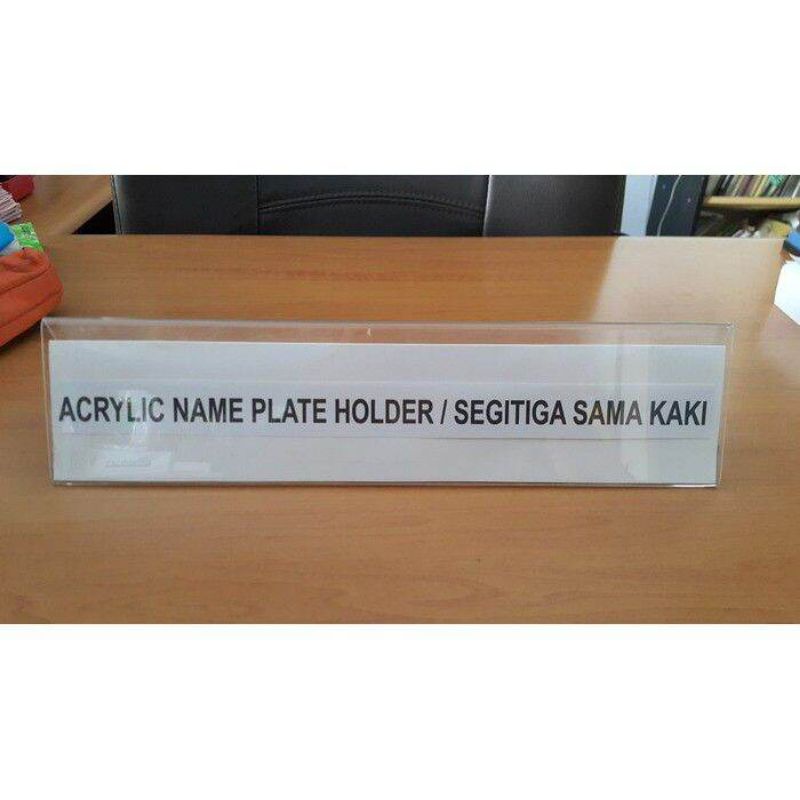 ACRYLIC NAME PLATE HOLDER / SEGITIGA SAMA KAKI